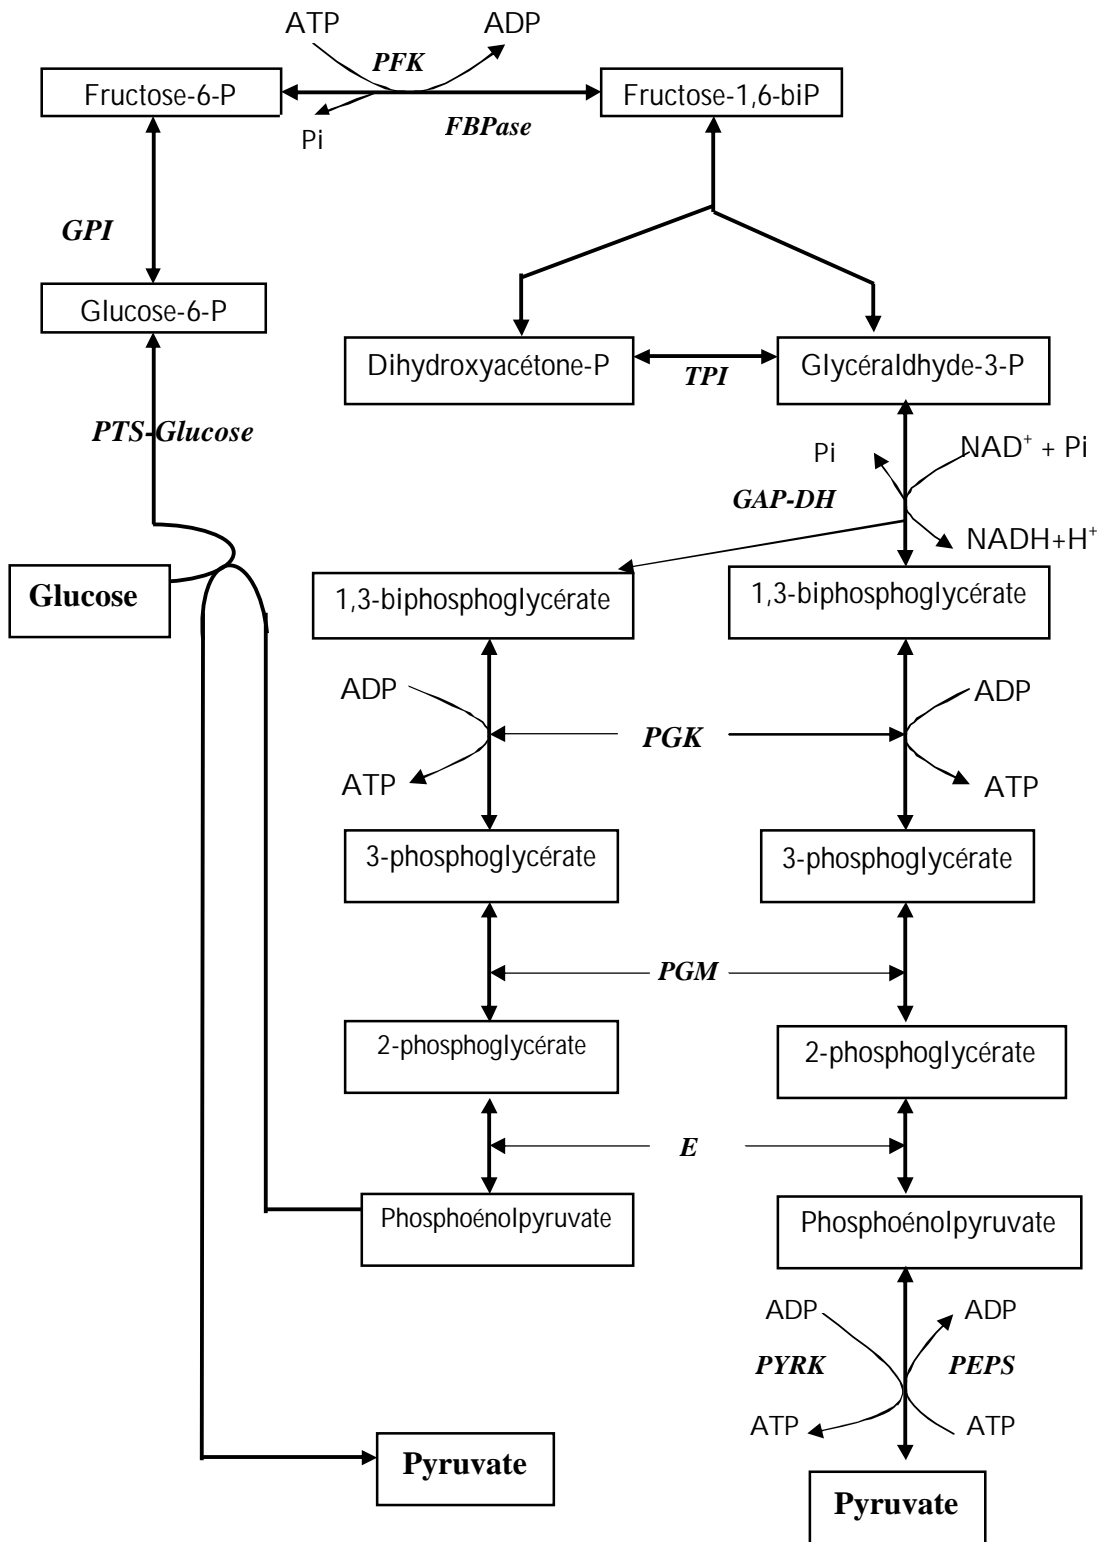 ATP ADP
PFK
Fructose-6-P Fructose-1,6-biP
Pi FBPase
GPI
Glucose-6-P
Dihydroxyacétone-P TPI Glycéraldhyde-3-P
PTS-Glucose
Pi NAD+ + Pi
GAP-DH
NADH+H+
Glucose 1,3-biphosphoglycérate 1,3-biphosphoglycérate
ADP ADP
PGK
ATP ATP
3-phosphoglycérate 3-phosphoglycérate
PGM
2-phosphoglycérate 2-phosphoglycérate
E
Phosphoénolpyruvate Phosphoénolpyruvate
ADP ADP
PYRK PEPS
ATP ATP
Pyruvate
Pyruvate